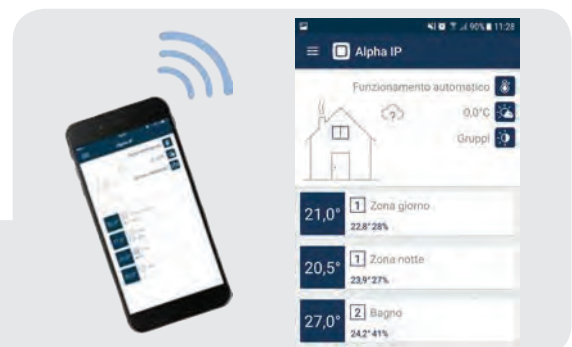 90% 11:28
Alpha IP
Funzionamento automatico
0,0°C
Gruppi
21,0°
1 Zona giorno
22,8° 28%
20,5°
1 Zona notte
23,9° 27%
27,0°
2 Bagno
24,2° 41%